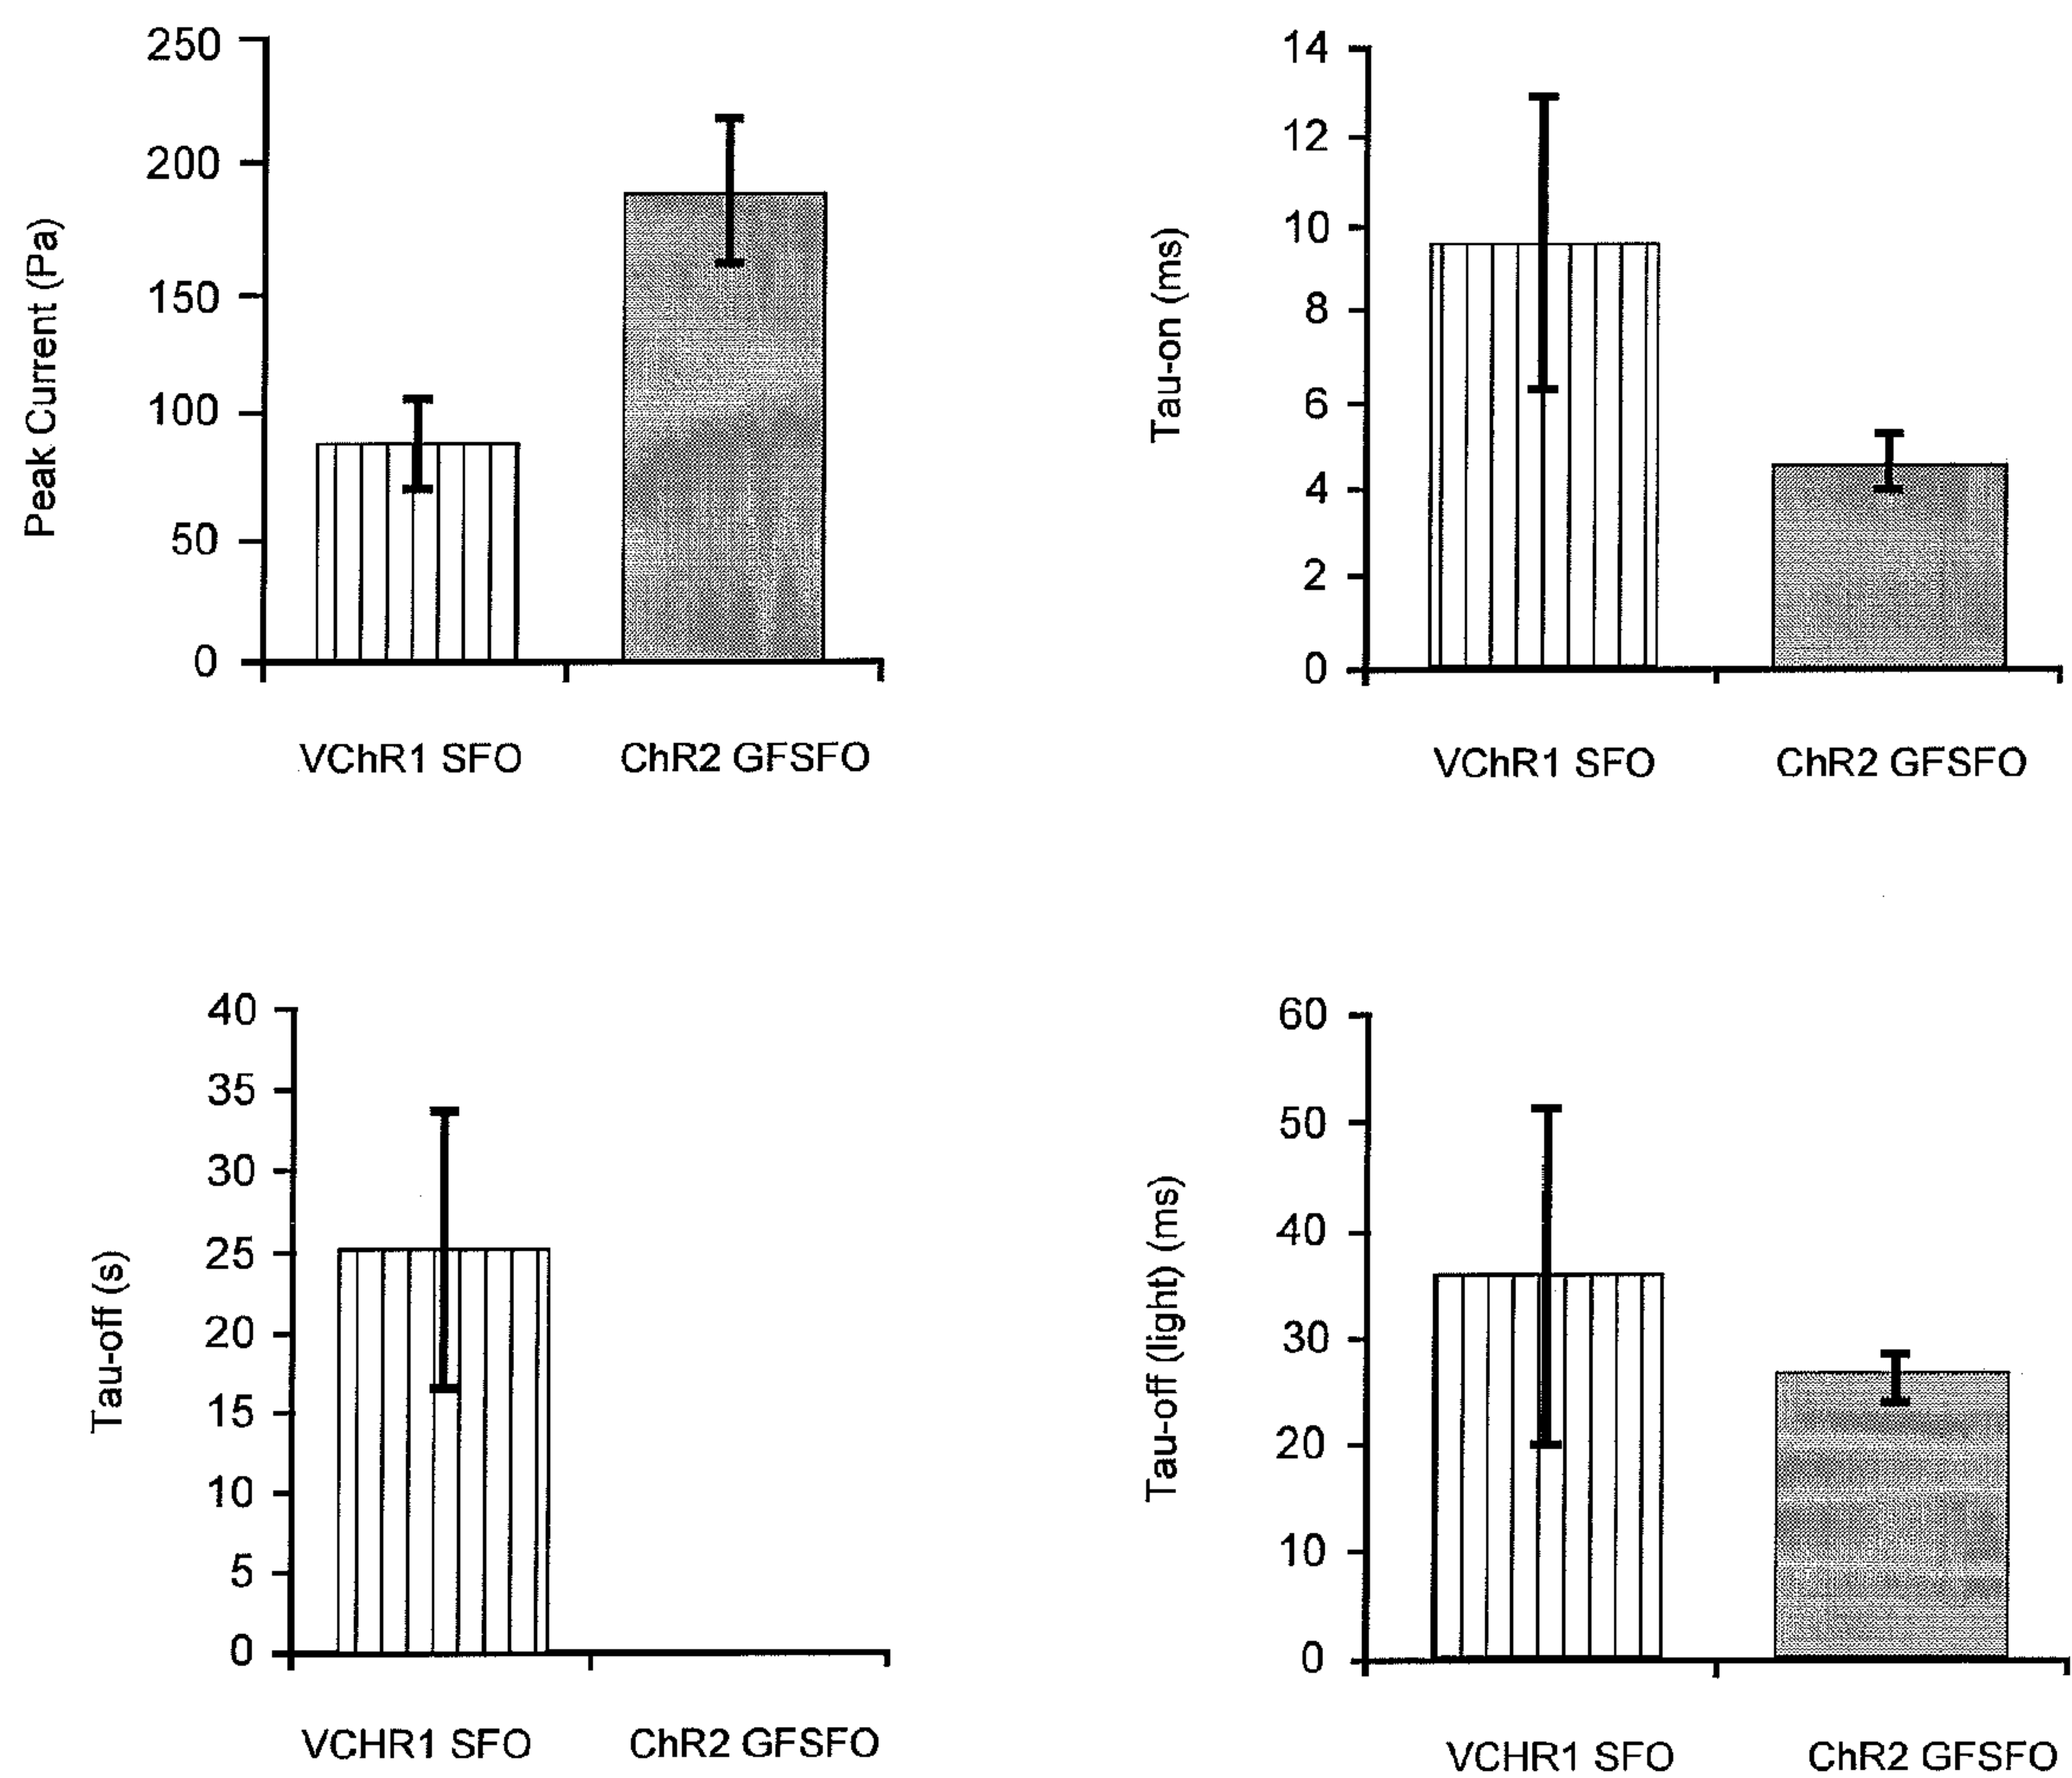 Peak Current (Pa)
250
200
150
100
50
0
VChR1 SFO
ChR2 GFSFO
Tau-on (ms)
14
12
10
8
6
4
2
0
VChR1 SFO
ChR2 GFSFO
Tau-off (s)
40
35
30
25
20
15
10
5
0
VCHR1 SFO
ChR2 GFSFO
Tau-off (light) (ms)
60
50
40
30
20
10
0
VCHR1 SFO
ChR2 GFSFO